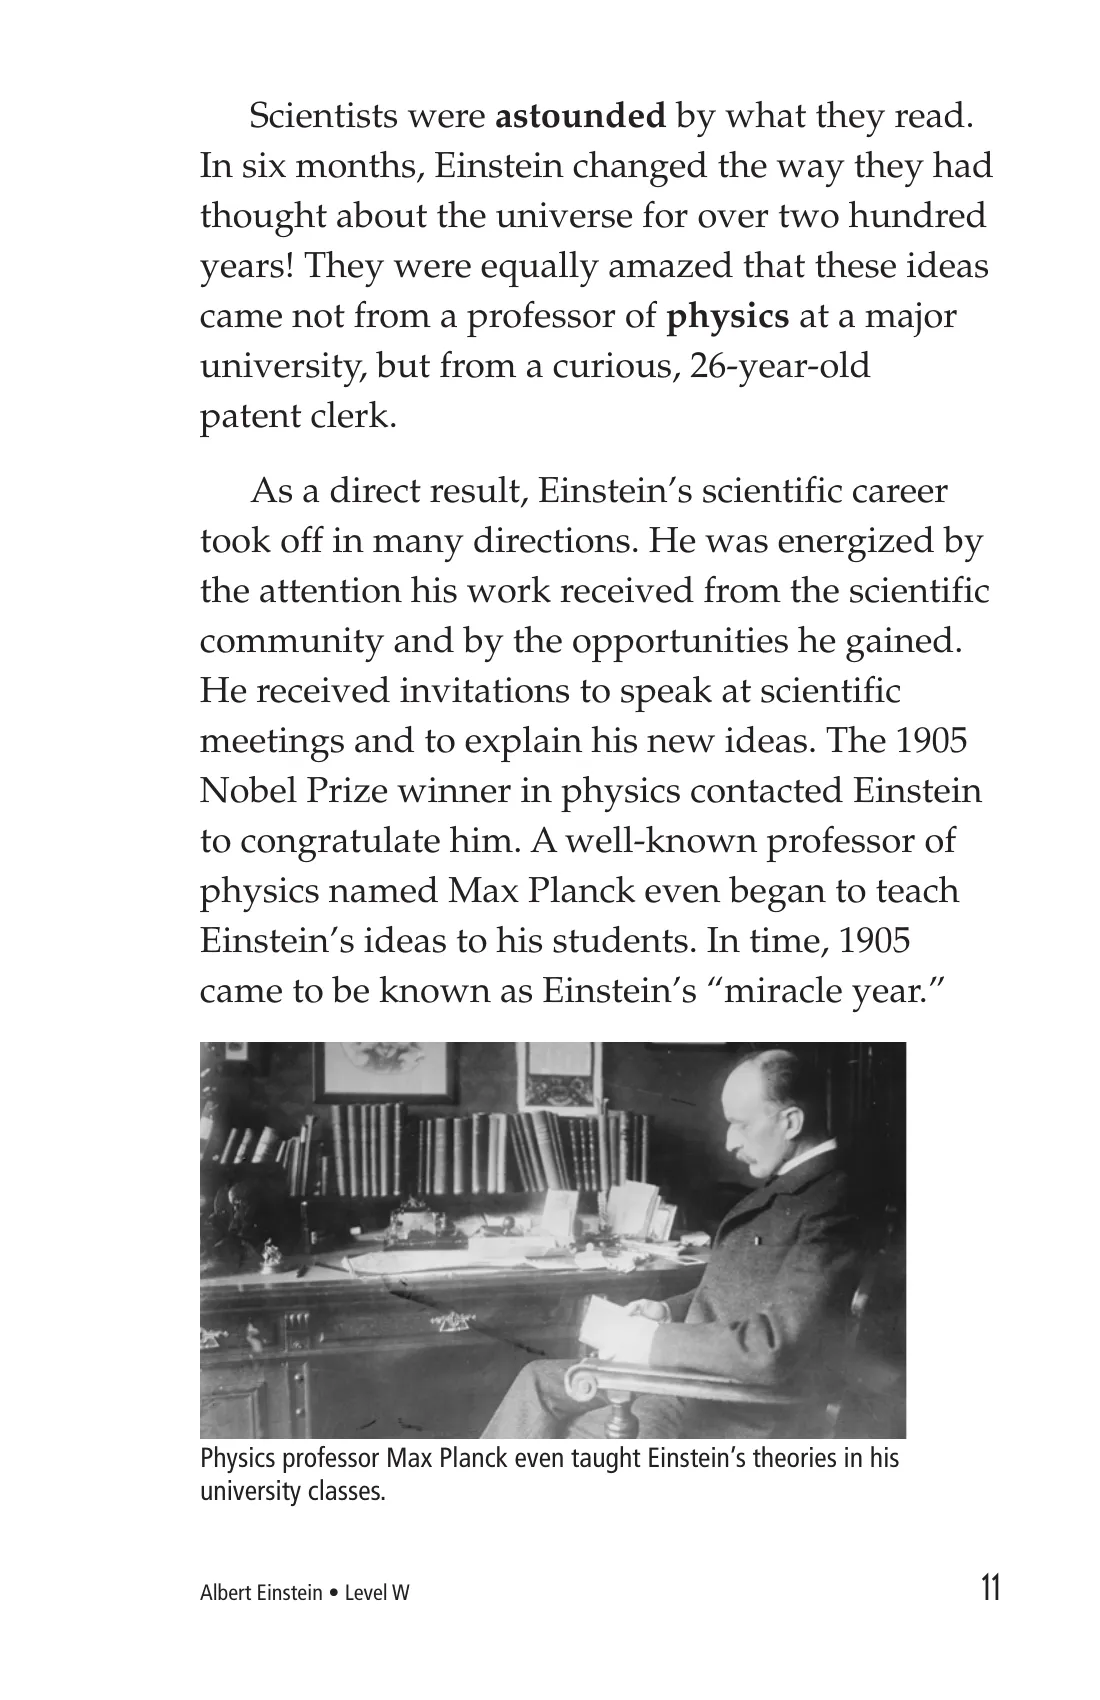 Scientists were astounded by what they read.
In six months, Einstein changed the way they had
thought about the universe for over two hundred
years! They were equally amazed that these ideas
came not from a professor of physics at a major
university, but from a curious, 26-year-old
patent clerk.
As a direct result, Einstein’s scientific career
took off in many directions. He was energized by
the attention his work received from the scientific
community and by the opportunities he gained.
He received invitations to speak at scientific
meetings and to explain his new ideas. The 1905
Nobel Prize winner in physics contacted Einstein
to congratulate him. A well-known professor of
physics named Max Planck even began to teach
Einstein’s ideas to his students. In time, 1905
came to be known as Einstein’s “miracle year.”
Physics professor Max Planck even taught Einstein’s theories in his
university classes.
Albert Einstein • Level W 11